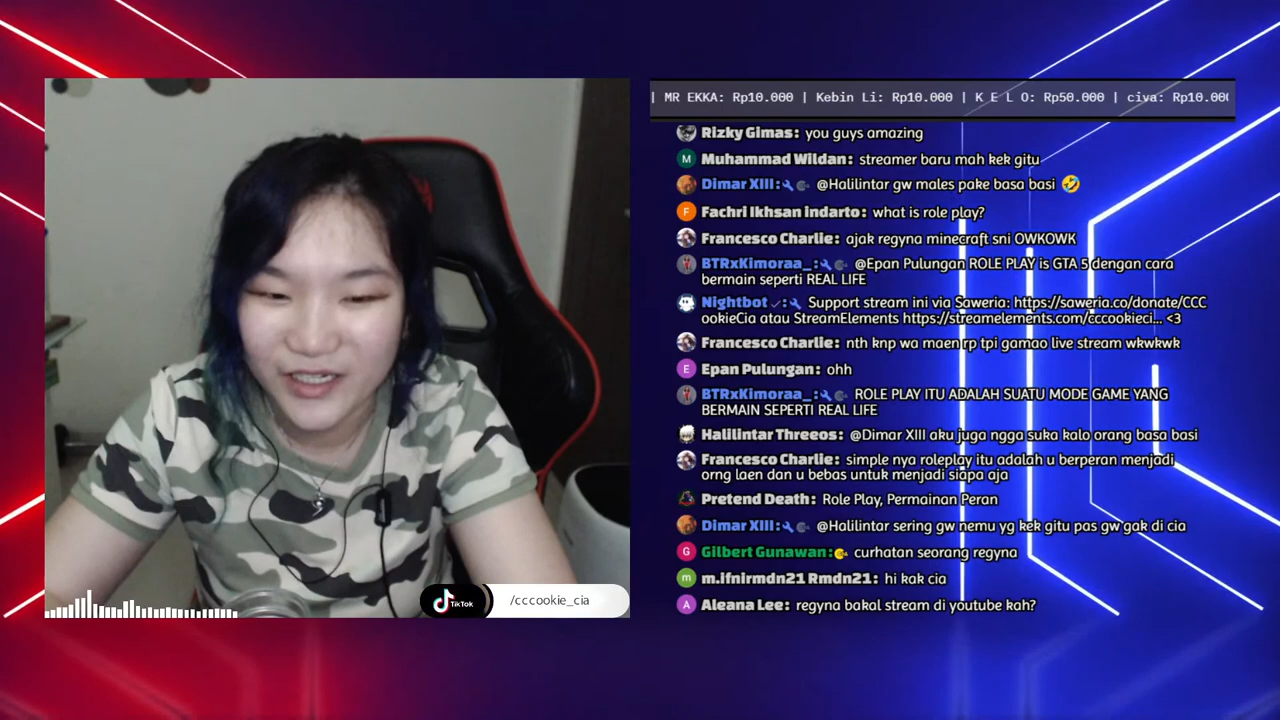 | MR EKKA: Rp10.000 | Kebin Li: Rp10.000 | K E L O: Rp50.000 | civa: Rp10.00
Rizky Gimas: you guys amazing
M Muhammad Wildan: streamer baru mah kek gitu
Dimar XIII: @Halilintar gw males pake basa basi 🤣
F Fachri Ikhsan indarto: what is role play?
Francesco Charlie: ajak regyna minecraft sni OWKOWK
BTRxKimoraa_: @Epan Pulungan ROLE PLAY is GTA 5 dengan cara
bermain seperti REAL LIFE
Nightbot: Support stream ini via Saweria: https://saweria.co/donate/CCC
ookieCia atau StreamElements https://streamelements.com/cccookieci... <3
Francesco Charlie: nth knp wa maen rp tpi gamao live stream wkwkwk
E Epan Pulungan: ohh
BTRxKimoraa_: ROLE PLAY ITU ADALAH SUATU MODE GAME YANG
BERMAIN SEPERTI REAL LIFE
Halilintar Threeos: @Dimar XIII aku juga ngga suka kalo orang basa basi
Francesco Charlie: simple nya roleplay itu adalah u berperan menjadi
orng laen dan u bebas untuk menjadi siapa aja
Pretend Death: Role Play, Permainan Peran
Dimar XIII: @Halilintar sering gw nemu yg kek gitu pas gw gak di cia
G Gilbert Gunawan: curhatan seorang regyna
m m.ifnirmdn21 Rmdn21: hi kak cia
A Aleana Lee: regyna bakal stream di youtube kah?
TikTok /cccookie_cia